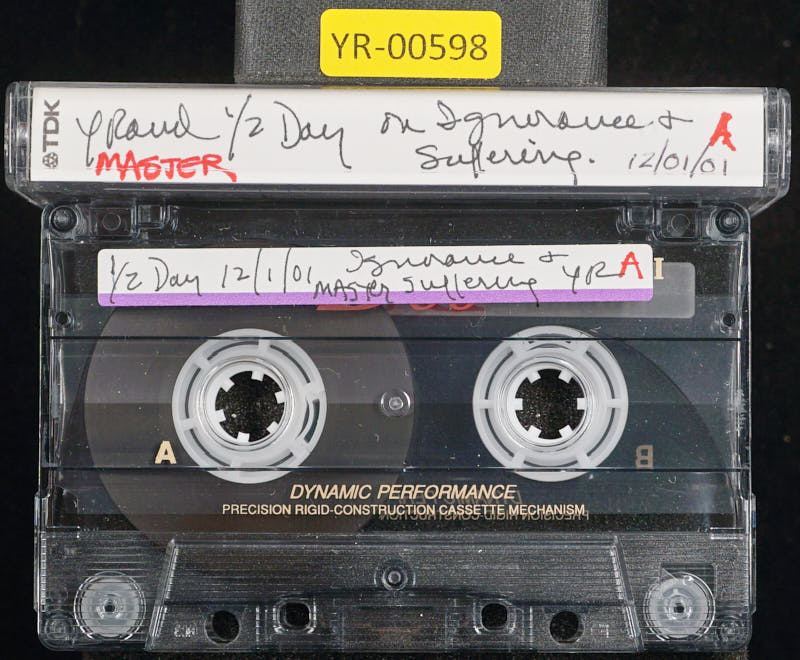 YR-00598
TDK
YRand 1/2 Day on Ignorance + A
MASTER Suffering. 12/01/01
1/2 Day 12/1/01 Ignorance + YR A
MASTER Suffering
A
B
DYNAMIC PERFORMANCE
PRECISION RIGID-CONSTRUCTION CASSETTE MECHANISM